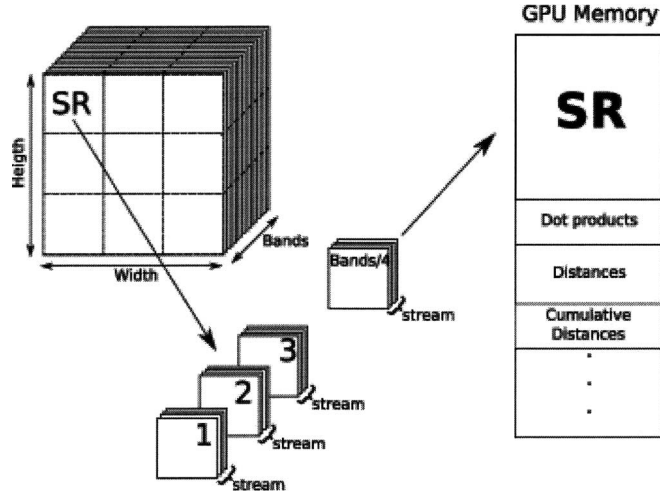 GPU Memory
SR
SR
Heigth
Bands
Width
Dot products
Bands/4
Distances
stream
Cumulative
Distances
3
stream
2
stream
1
stream